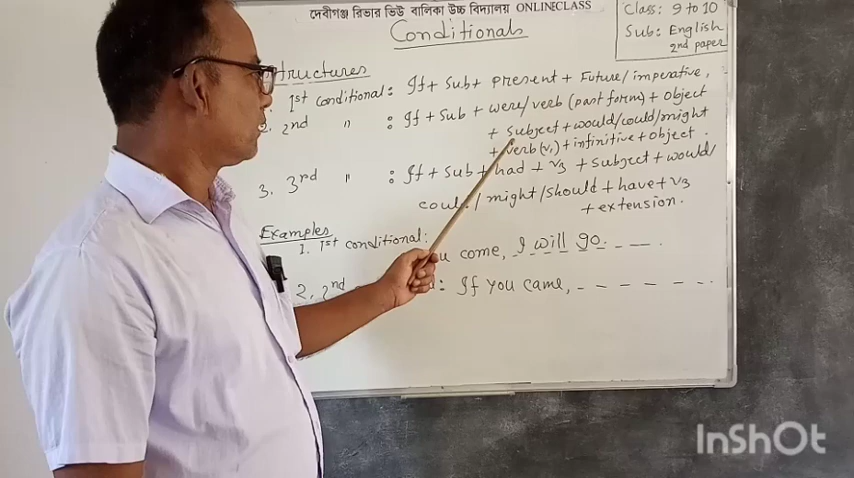 দেবীগঞ্জ রিভার ভিউ বালিকা উচ্চ বিদ্যালয় ONLINECLASS
Conditionals
Class: 9 to 10
Sub: English
2nd paper
Structures
1. 1st conditional: If + Sub + Present + Future/imperative,
2. 2nd " : If + Sub + were/verb (past form) + object
+ subject + would/could/might
+ verb (v1) + infinitive + object.
3. 3rd " : If + Sub + had + v3 + subject + would/
/might/should + have + v3
+ extension.
Examples
1. 1st conditional: come, I will go. - - -
2. 2nd : If you came, - - - - - - .
InShOt